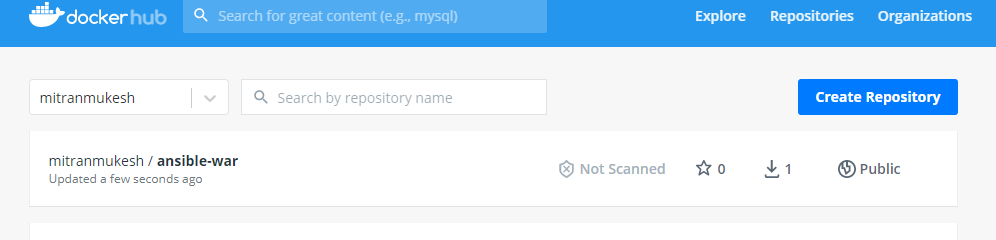 dockerhub Search for great content (e.g., mysql) Explore Repositories Organizations
mitranmukesh Search by repository name Create Repository
mitranmukesh / ansible-war
Updated a few seconds ago
Not Scanned 0 1 Public